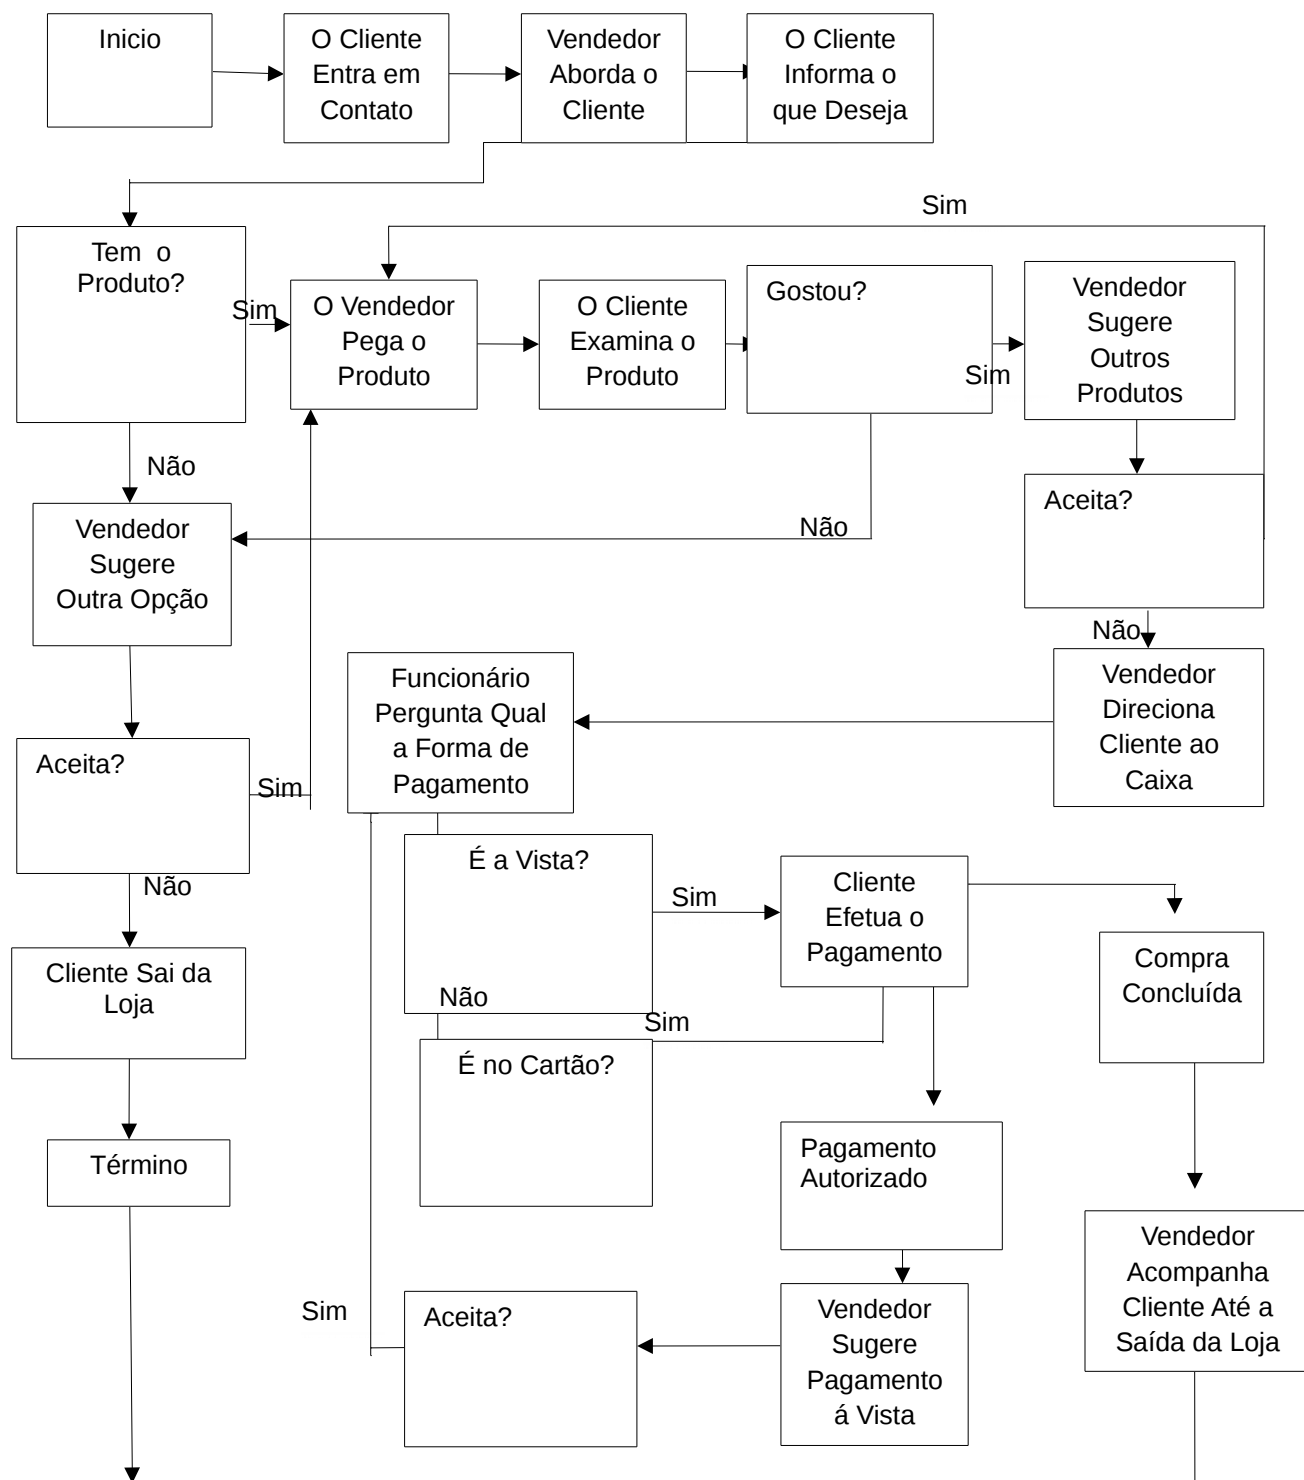 Inicio
O Cliente
Entra em
Contato
Vendedor
Aborda o
Cliente
O Cliente
Informa o
que Deseja
Sim
Tem o
Produto?
Sim
O Vendedor
Pega o
Produto
O Cliente
Examina o
Produto
Gostou?
Sim
Vendedor
Sugere
Outros
Produtos
Não
Vendedor
Sugere
Outra Opção
Não
Aceita?
Não
Vendedor
Direciona
Cliente ao
Caixa
Funcionário
Pergunta Qual
a Forma de
Pagamento
Aceita?
Sim
Não
É a Vista?
Sim
Cliente
Efetua o
Pagamento
Compra
Concluída
Cliente Sai da
Loja
Não
Sim
É no Cartão?
Término
Pagamento
Autorizado
Vendedor
Acompanha
Cliente Até a
Saída da Loja
Sim
Aceita?
Vendedor
Sugere
Pagamento
á Vista